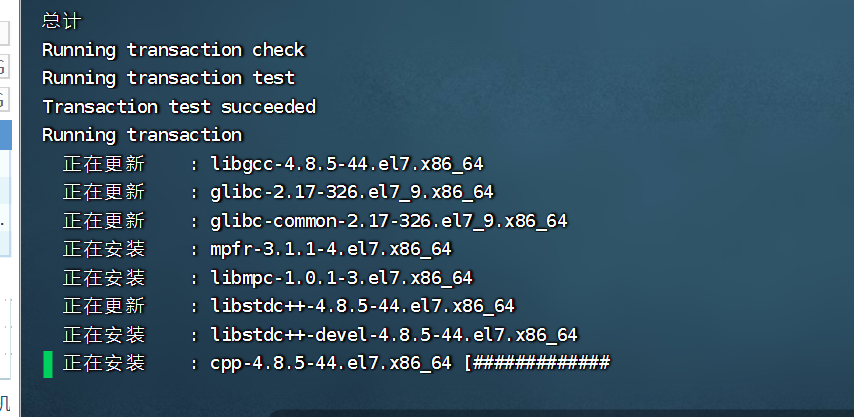 总计
Running transaction check
Running transaction test
Transaction test succeeded
Running transaction
正在更新    : libgcc-4.8.5-44.el7.x86_64
正在更新    : glibc-2.17-326.el7_9.x86_64
正在更新    : glibc-common-2.17-326.el7_9.x86_64
正在安装    : mpfr-3.1.1-4.el7.x86_64
正在安装    : libmpc-1.0.1-3.el7.x86_64
正在更新    : libstdc++-4.8.5-44.el7.x86_64
正在安装    : libstdc++-devel-4.8.5-44.el7.x86_64
正在安装    : cpp-4.8.5-44.el7.x86_64 [#############
机